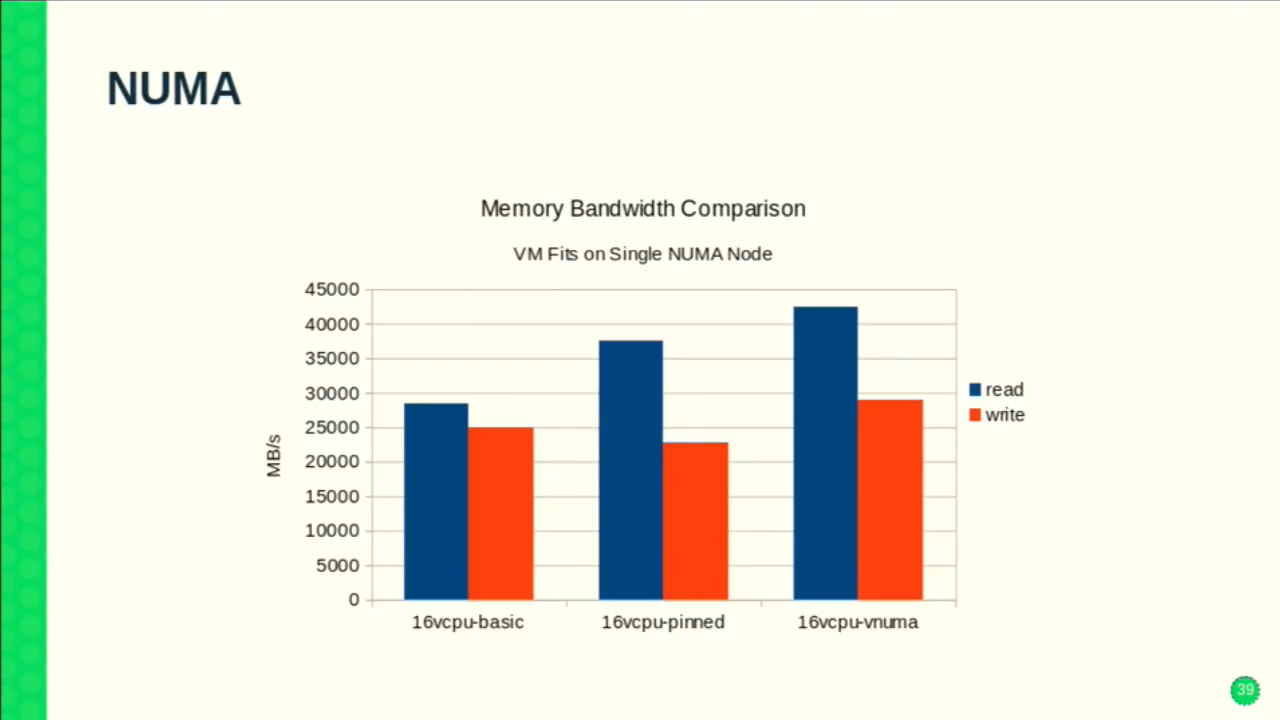 NUMA
Memory Bandwidth Comparison
VM Fits on Single NUMA Node
45000
40000
35000
30000
25000
20000
15000
10000
5000
0
MB/s
16vcpu-basic
16vcpu-pinned
16vcpu-vnuma
read
write
39